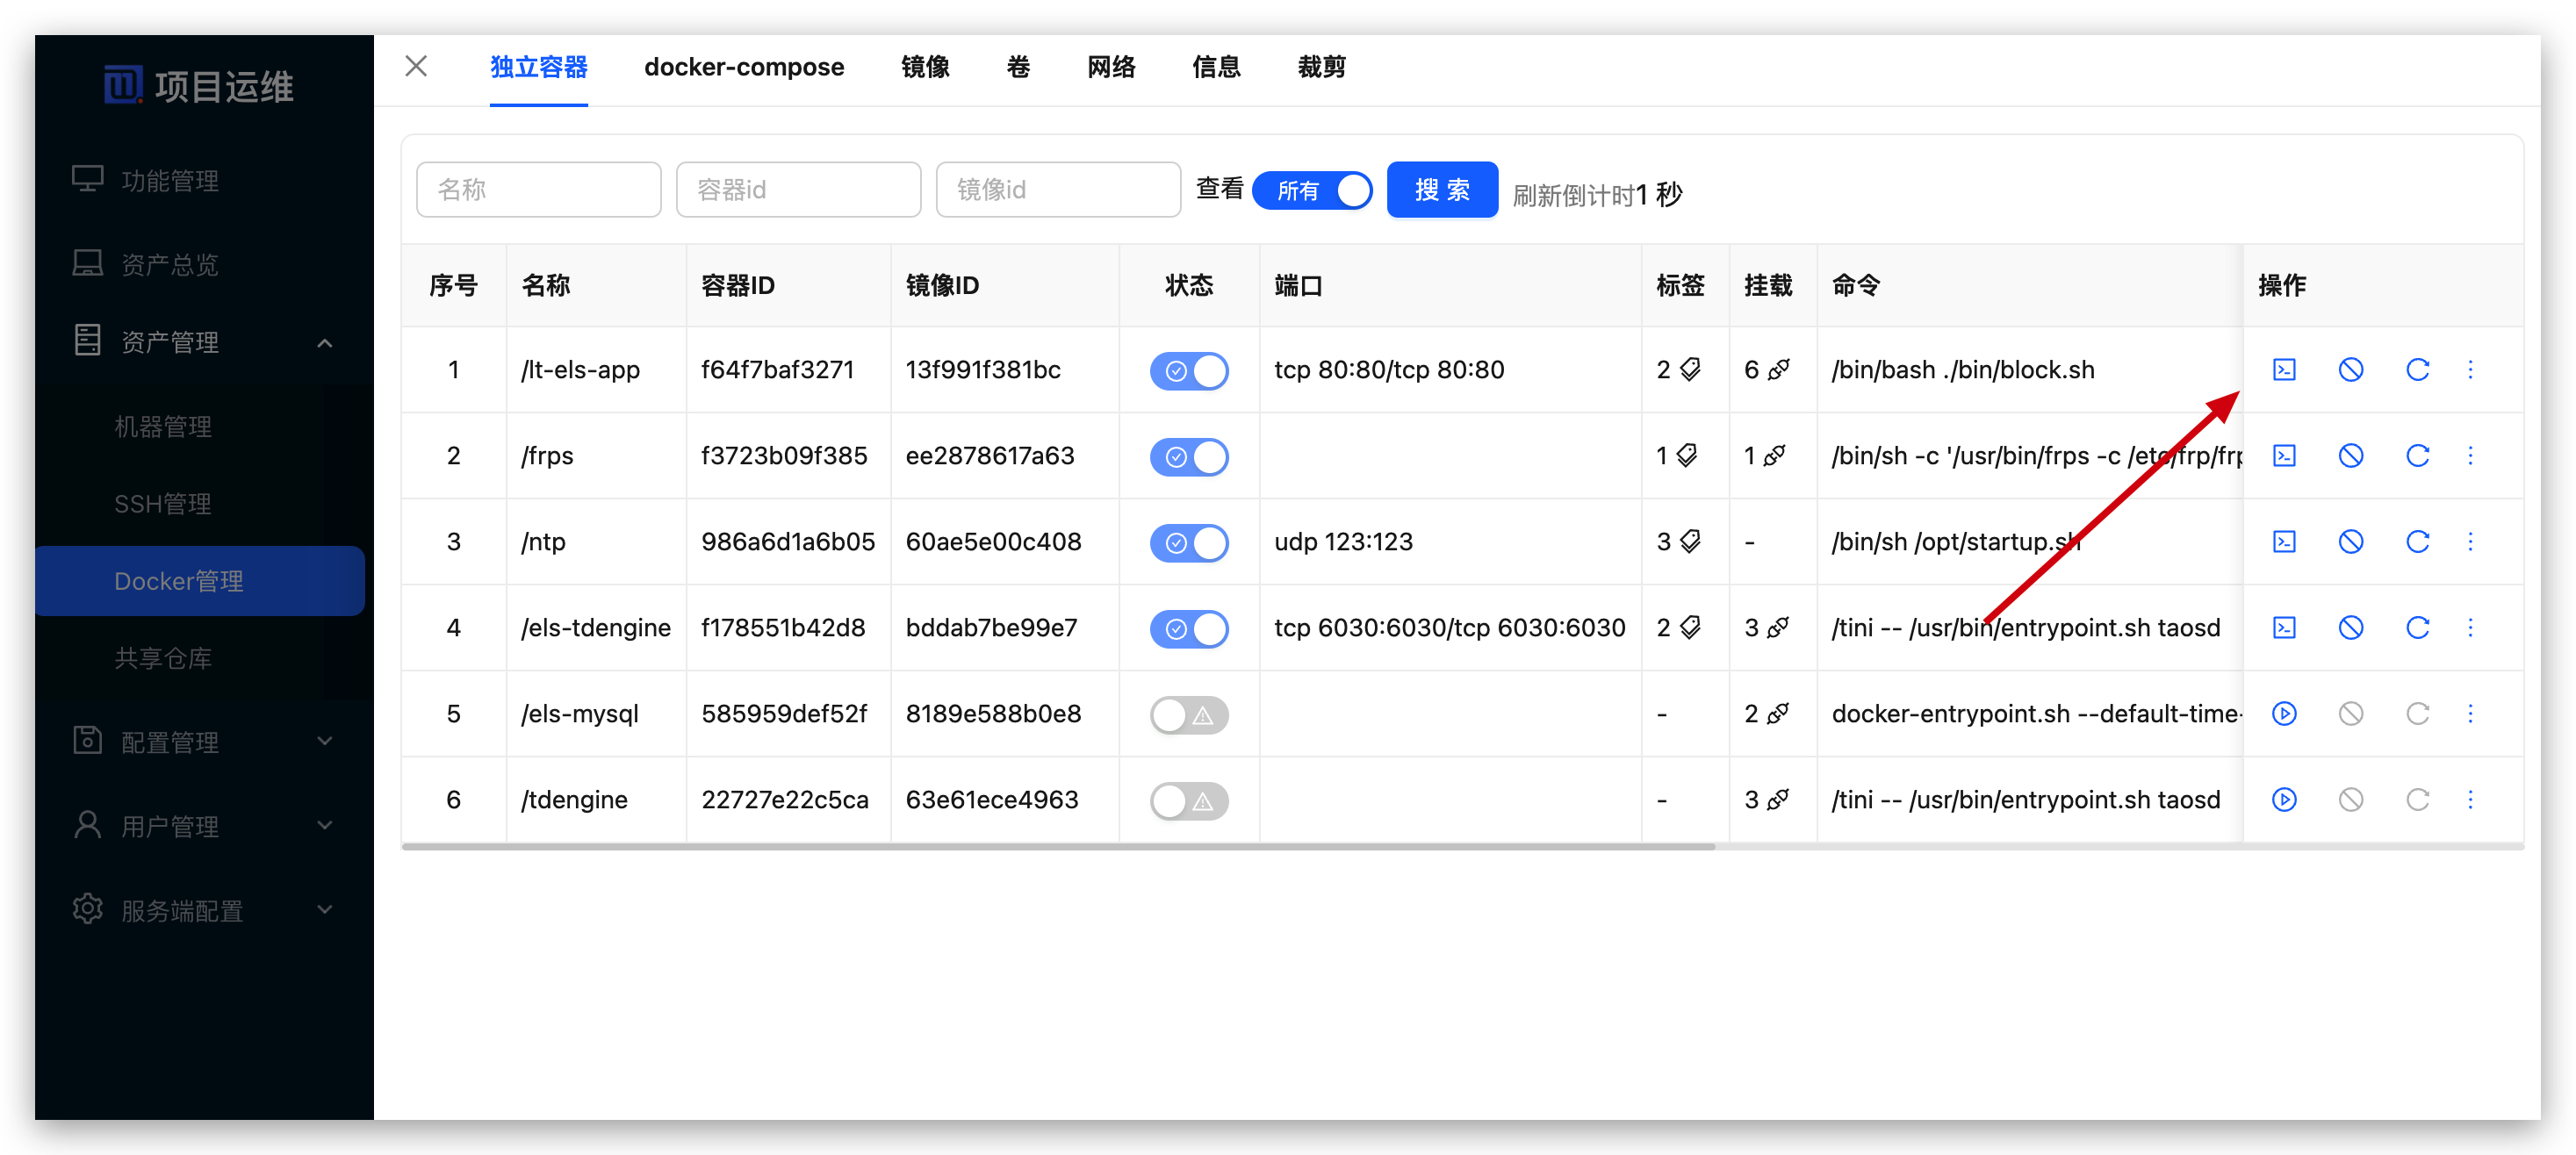 项目运维
功能管理
资产总览
资产管理
机器管理
SSH管理
Docker管理
共享仓库
配置管理
用户管理
服务端配置
独立容器 docker-compose 镜像 卷 网络 信息 裁剪
名称 容器id 镜像id 查看 所有 搜 索 刷新倒计时1 秒
序号 名称 容器ID 镜像ID 状态 端口 标签 挂载 命令 操作
1 /lt-els-app f64f7baf3271 13f991f381bc tcp 80:80/tcp 80:80 2 6 /bin/bash ./bin/block.sh
2 /frps f3723b09f385 ee2878617a63 1 1 /bin/sh -c '/usr/bin/frps -c /etc/frp/frp
3 /ntp 986a6d1a6b05 60ae5e00c408 udp 123:123 3 - /bin/sh /opt/startup.sh
4 /els-tdengine f178551b42d8 bddab7be99e7 tcp 6030:6030/tcp 6030:6030 2 3 /tini -- /usr/bin/entrypoint.sh taosd
5 /els-mysql 585959def52f 8189e588b0e8 - 2 docker-entrypoint.sh --default-time-
6 /tdengine 22727e22c5ca 63e61ece4963 - 3 /tini -- /usr/bin/entrypoint.sh taosd